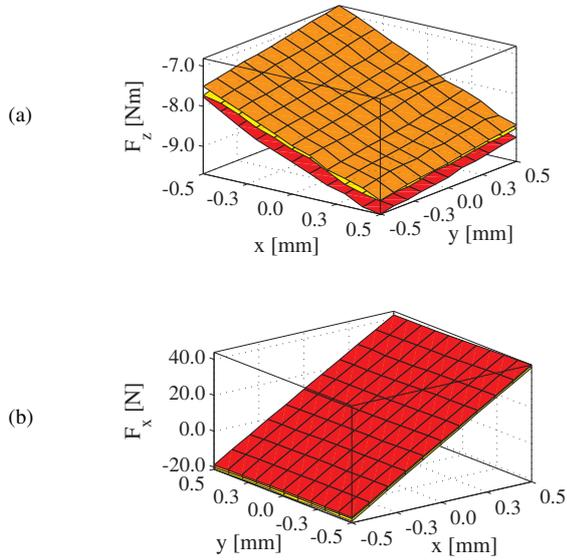 (a)
F_z [Nm]
-7.0
-8.0
-9.0
-0.5 -0.3 0.0 0.3 0.5
x [mm]
-0.5 -0.3 0.0 0.3 0.5
y [mm]
(b)
F_x [N]
40.0
20.0
0.0
-20.0
0.5 0.3 0.0 -0.3 -0.5
y [mm]
-0.5 -0.3 0.0 0.3 0.5
x [mm]